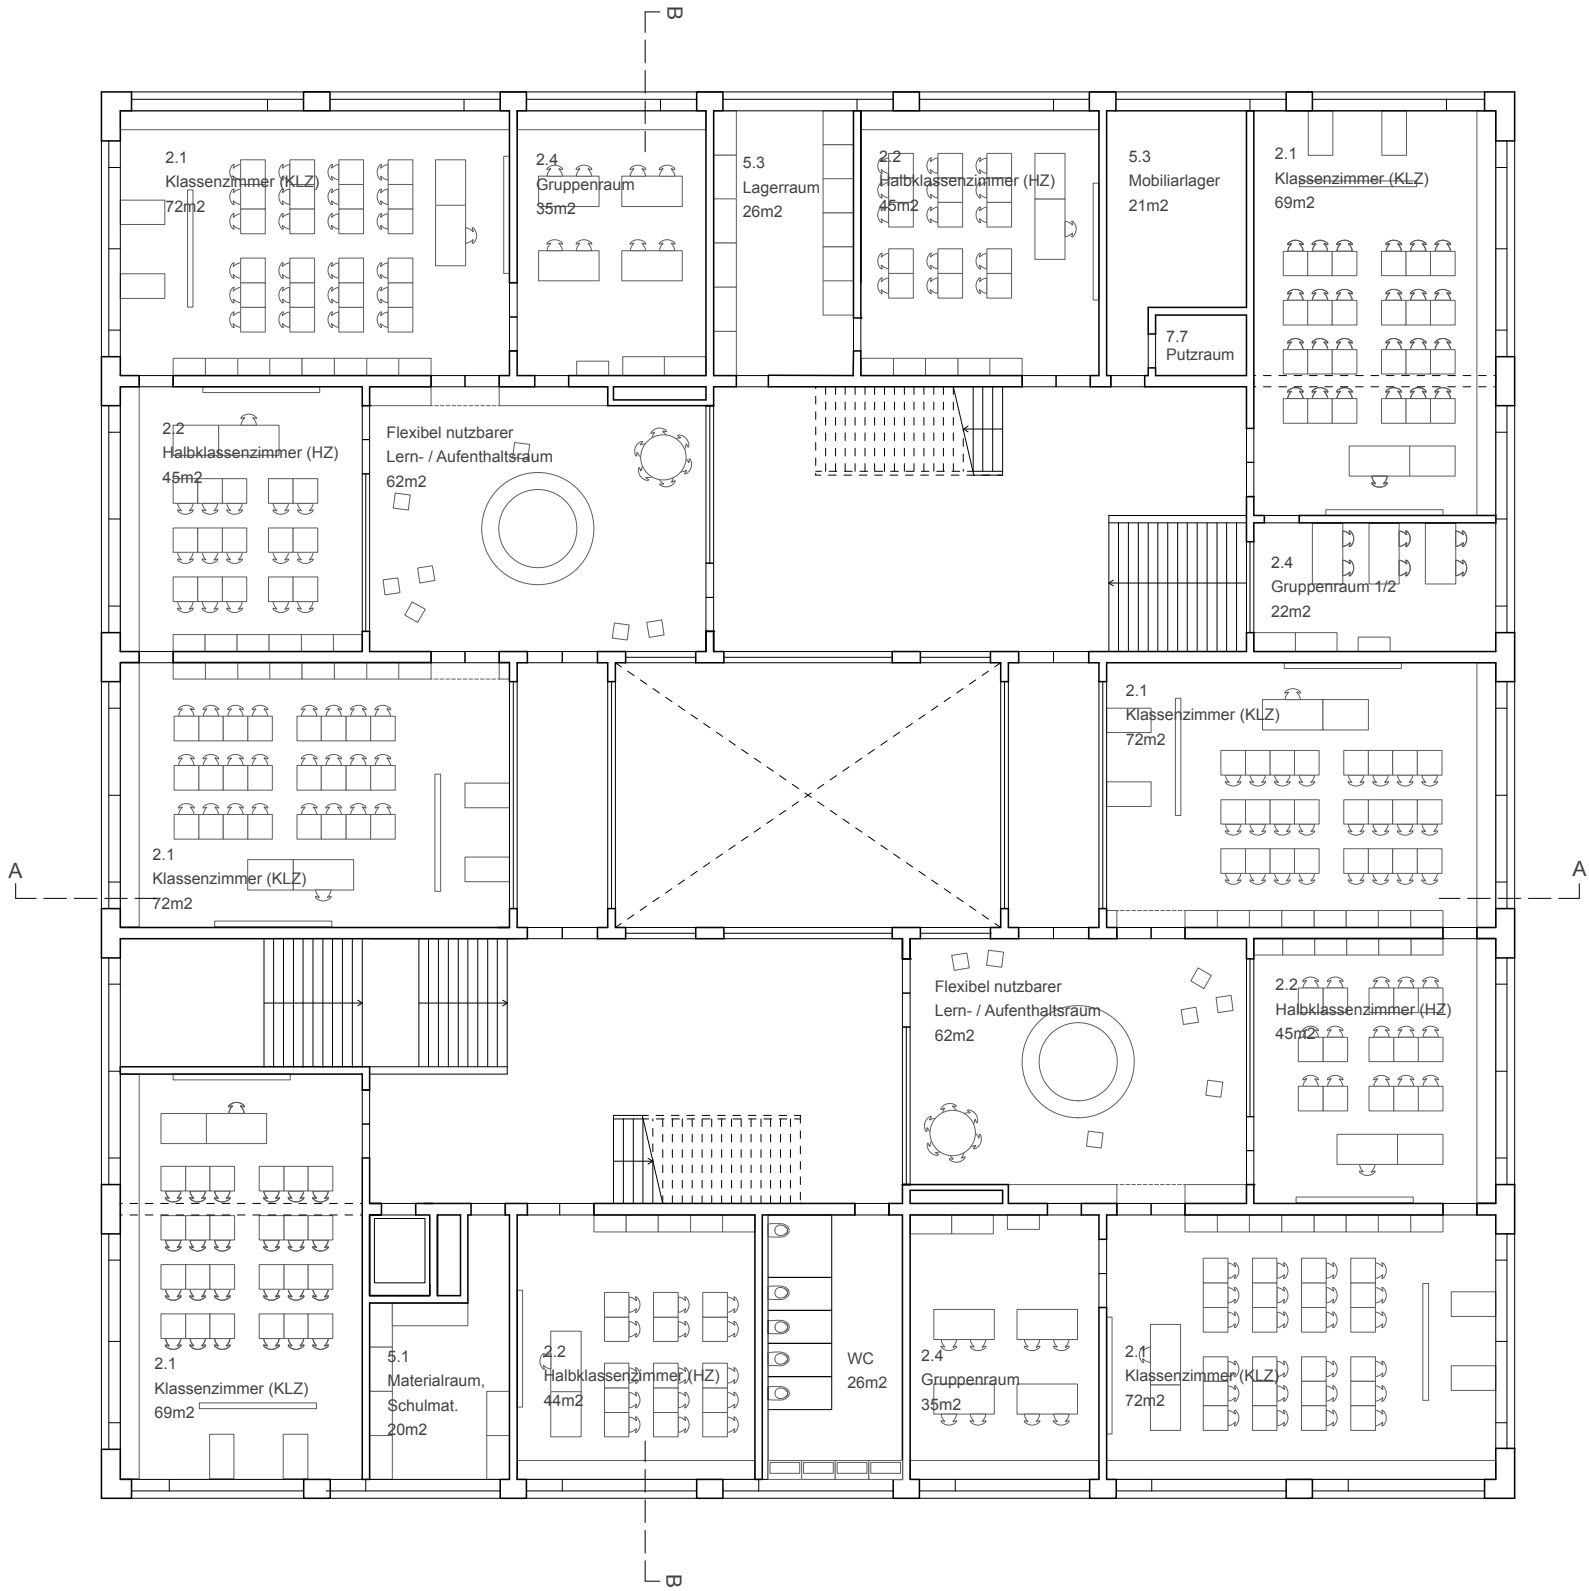 B
2.1
Klassenzimmer (KLZ)
72m2
2.4
Gruppenraum
35m2
5.3
Lagerraum
26m2
2.2
Halbklassenzimmer (HZ)
45m2
5.3
Mobiliarlager
21m2
2.1
Klassenzimmer (KLZ)
69m2
7.7
Putzraum
2.2
Halbklassenzimmer (HZ)
45m2
Flexibel nutzbarer
Lern- / Aufenthaltsraum
62m2
2.4
Gruppenraum 1/2
22m2
2.1
Klassenzimmer (KLZ)
72m2
2.1
Klassenzimmer (KLZ)
72m2
A
A
Flexibel nutzbarer
Lern- / Aufenthaltsraum
62m2
2.2
Halbklassenzimmer (HZ)
45m2
2.1
Klassenzimmer (KLZ)
69m2
5.1
Materialraum,
Schulmat.
20m2
2.2
Halbklassenzimmer (HZ)
44m2
WC
26m2
2.4
Gruppenraum
35m2
2.1
Klassenzimmer (KLZ)
72m2
B